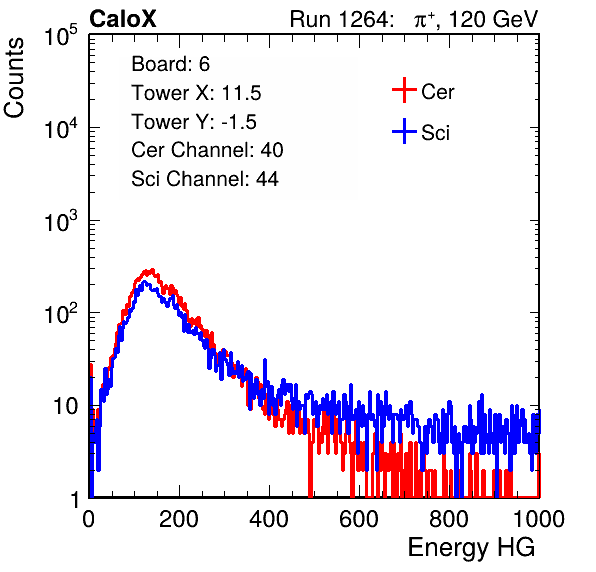 CaloX Run 1264: π⁺, 120 GeV
Counts
Board: 6
Tower X: 11.5
Tower Y: -1.5
Cer Channel: 40
Sci Channel: 44
Cer
Sci
10⁵
10⁴
10³
10²
10
1
0 200 400 600 800 1000
Energy HG